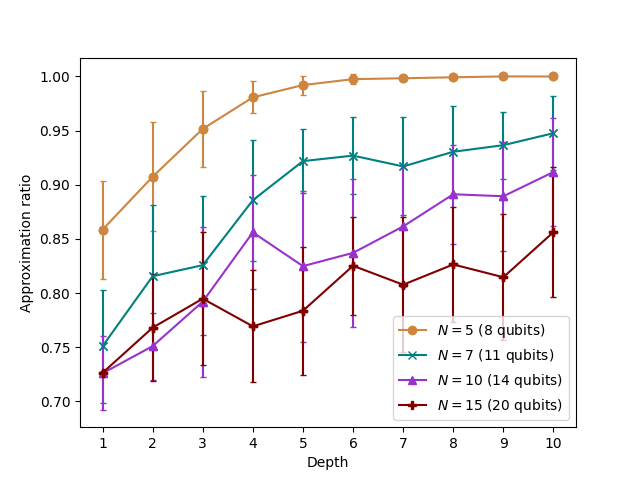 1.00
0.95
0.90
0.85
0.80
0.75
0.70
Approximation ratio
N = 5 (8 qubits)
N = 7 (11 qubits)
N = 10 (14 qubits)
N = 15 (20 qubits)
1 2 3 4 5 6 7 8 9 10
Depth